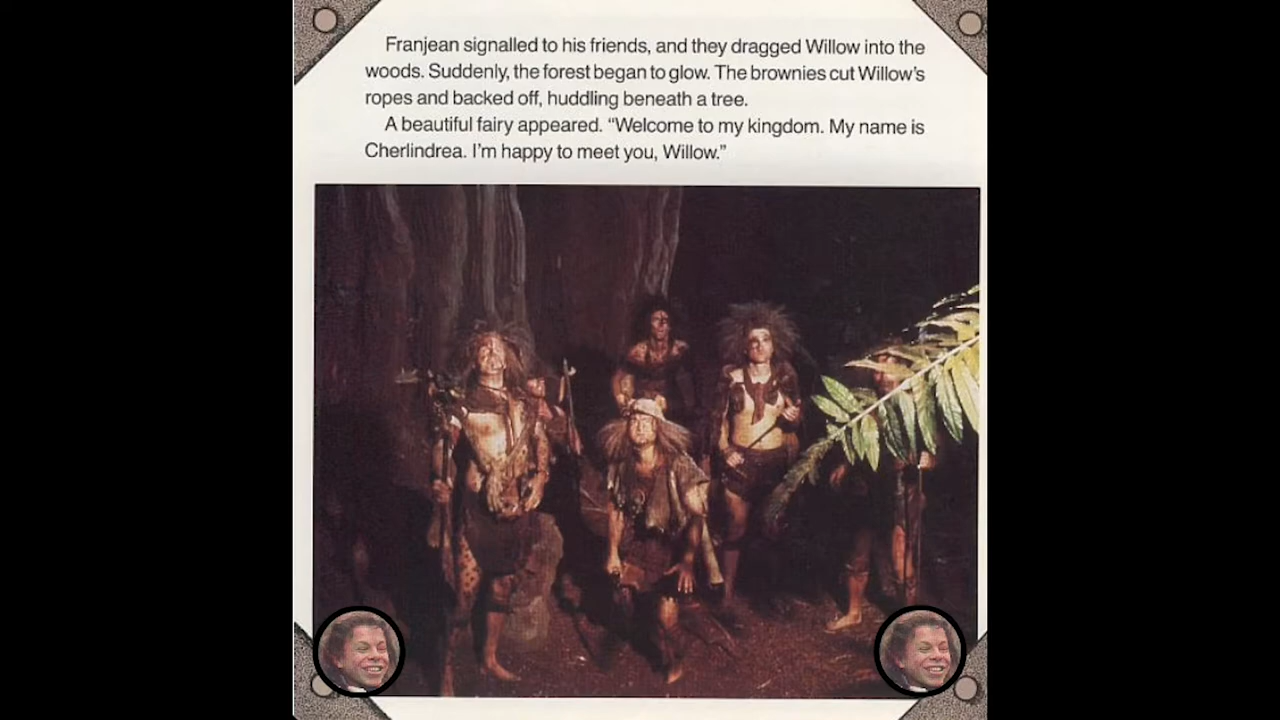 Franjean signalled to his friends, and they dragged Willow into the
woods. Suddenly, the forest began to glow. The brownies cut Willow's
ropes and backed off, huddling beneath a tree.
A beautiful fairy appeared. “Welcome to my kingdom. My name is
Cherlindrea. I'm happy to meet you, Willow.”